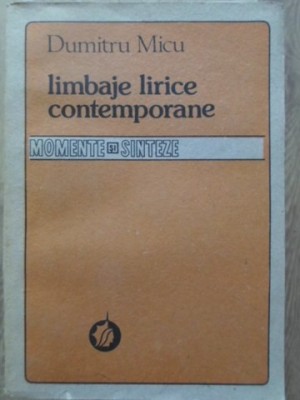 Dumitru Micu
limbaje lirice
contemporane
MOMENTE SINTEZE